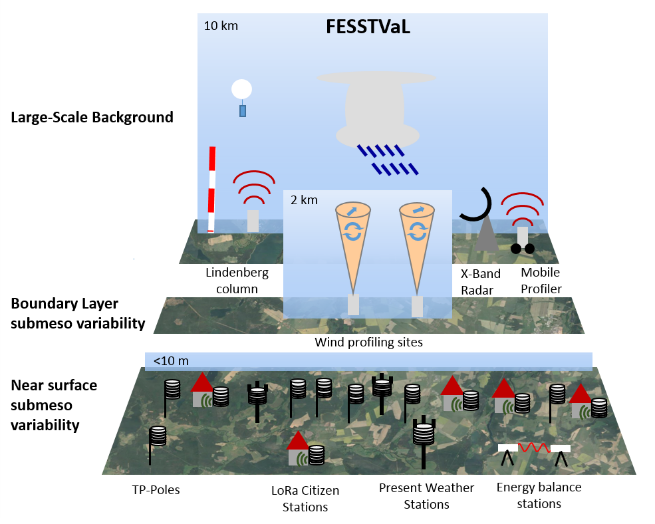 10 km
FESSTVaL
Large-Scale Background
2 km
Lindenberg
column
X-Band
Radar
Mobile
Profiler
Boundary Layer
submeso variability
Wind profiling sites
<10 m
Near surface
submeso
variability
TP-Poles
LoRa Citizen
Stations
Present Weather
Stations
Energy balance
stations